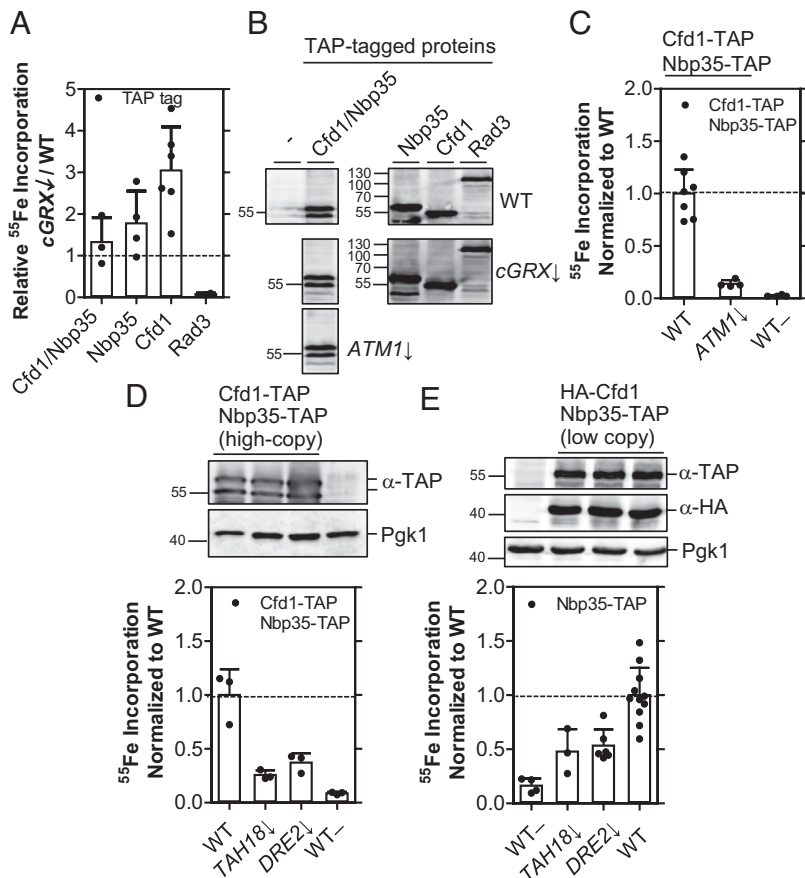 A
Relative ⁵⁵Fe Incorporation
cGRX↓/ WT
5
4
3
2
1
0
TAP tag
Cfd1/Nbp35
Nbp35
Cfd1
Rad3
B
TAP-tagged proteins
-
Cfd1/Nbp35
Nbp35
Cfd1
Rad3
130
100
70
55
55
WT
130
100
70
55
55
cGRX↓
55
ATM1↓
C
Cfd1-TAP
Nbp35-TAP
⁵⁵Fe Incorporation
Normalized to WT
2.0
1.5
1.0
0.5
0.0
Cfd1-TAP
Nbp35-TAP
WT
ATM1↓
WT–
D
Cfd1-TAP
Nbp35-TAP
(high-copy)
55
α-TAP
40
Pgk1
⁵⁵Fe Incorporation
Normalized to WT
2.0
1.5
1.0
0.5
0.0
Cfd1-TAP
Nbp35-TAP
WT
TAH18↓
DRE2↓
WT–
E
HA-Cfd1
Nbp35-TAP
(low copy)
55
α-TAP
40
α-HA
40
Pgk1
⁵⁵Fe Incorporation
Normalized to WT
2.0
1.5
1.0
0.5
0.0
Nbp35-TAP
WT–
TAH18↓
DRE2↓
WT